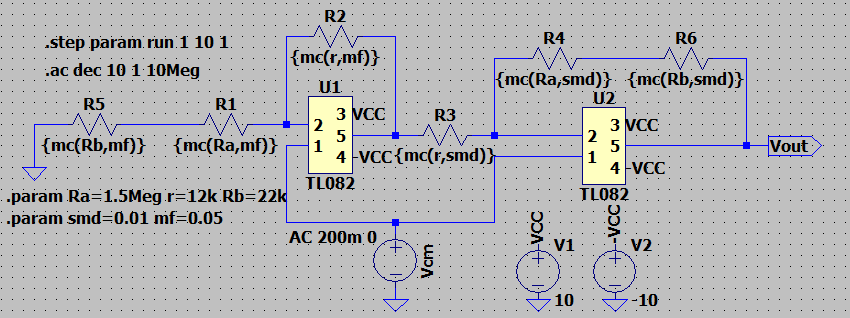 R2
.step param run 1 10 1
{mc(r,mf)}
R4
R6
.ac dec 10 1 10Meg
{mc(Ra,smd)}
{mc(Rb,smd)}
U1
U2
R5
R1
3 VCC
R3
3 VCC
2
5
2
5
Vout
{mc(Rb,mf)}
{mc(Ra,mf)}
1
4
-VCC
{mc(r,smd)}
1
4
-VCC
TL082
TL082
.param Ra=1.5Meg r=12k Rb=22k
.param smd=0.01 mf=0.05
AC 200m 0
Vcm
VCC
V1
10
-VCC
V2
-10